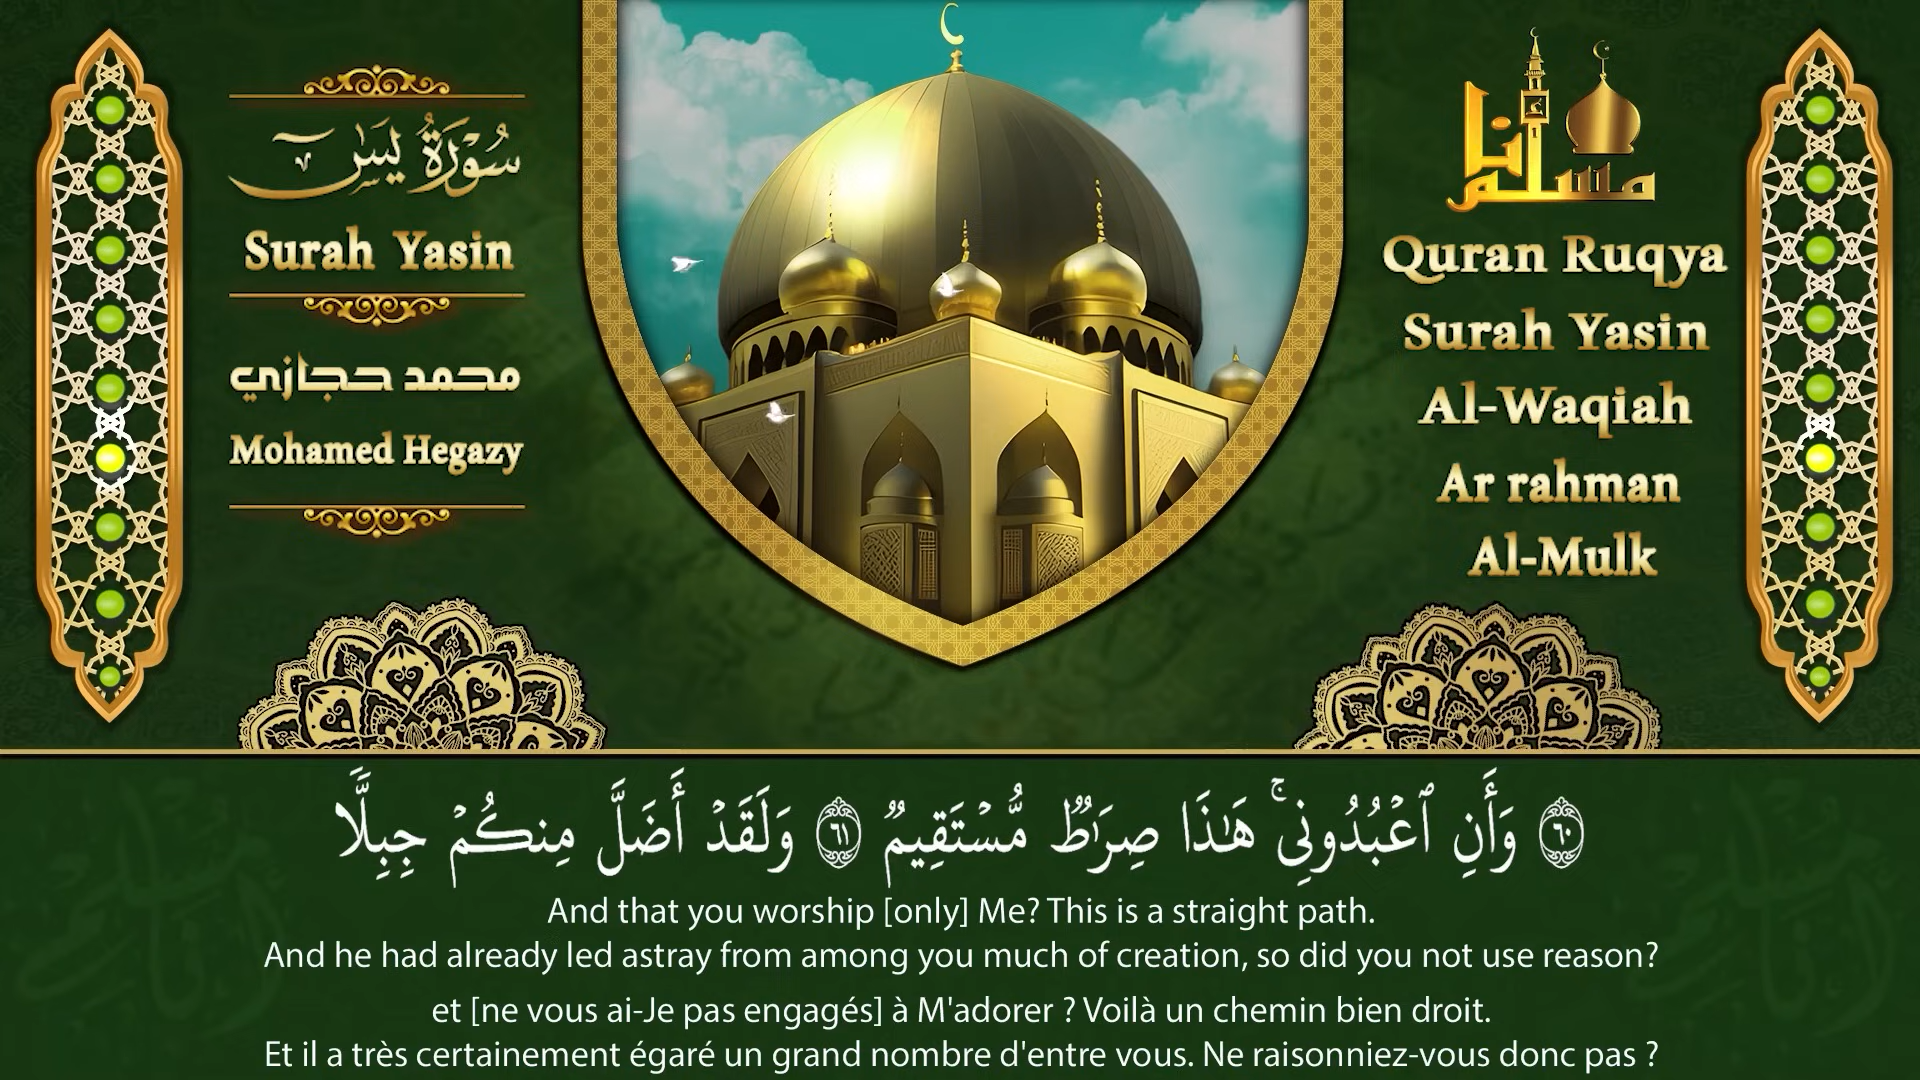 سُورَةُ يسٓ
Surah Yasin
محمد حجازي
Mohamed Hegazy
أنا
مسلم
Quran Ruqya
Surah Yasin
Al-Waqiah
Ar rahman
Al-Mulk
٦٠ وَأَنِ ٱعْبُدُونِى ۚ هَٰذَا صِرَٰطٌ مُّسْتَقِيمٌ ٦١ وَلَقَدْ أَضَلَّ مِنكُمْ جِبِلًّا
And that you worship [only] Me? This is a straight path.
And he had already led astray from among you much of creation, so did you not use reason?
et [ne vous ai-Je pas engagés] à M'adorer ? Voilà un chemin bien droit.
Et il a très certainement égaré un grand nombre d'entre vous. Ne raisonniez-vous donc pas ?